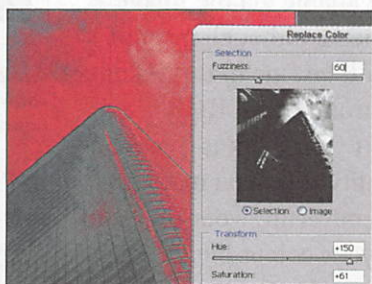 Replace Color
Selection
Fuzziness: 60
Selection Image
Transform
Hue: +150
Saturation: +61